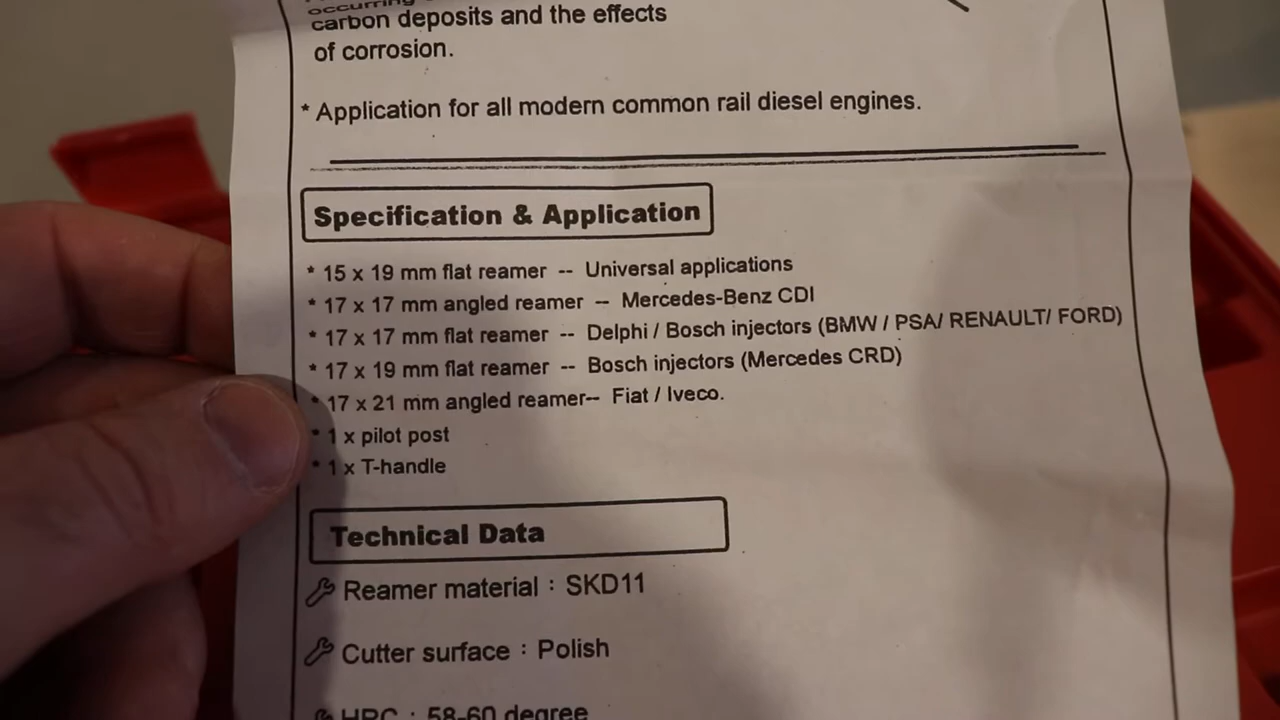 occurring
carbon deposits and the effects
of corrosion.
* Application for all modern common rail diesel engines.
Specification & Application
* 15 x 19 mm flat reamer -- Universal applications
* 17 x 17 mm angled reamer -- Mercedes-Benz CDI
* 17 x 17 mm flat reamer -- Delphi / Bosch injectors (BMW / PSA/ RENAULT/ FORD)
* 17 x 19 mm flat reamer -- Bosch injectors (Mercedes CRD)
* 17 x 21 mm angled reamer-- Fiat / Iveco.
* 1 x pilot post
* 1 x T-handle
Technical Data
Reamer material : SKD11
Cutter surface : Polish
HRC : 58-60 degree